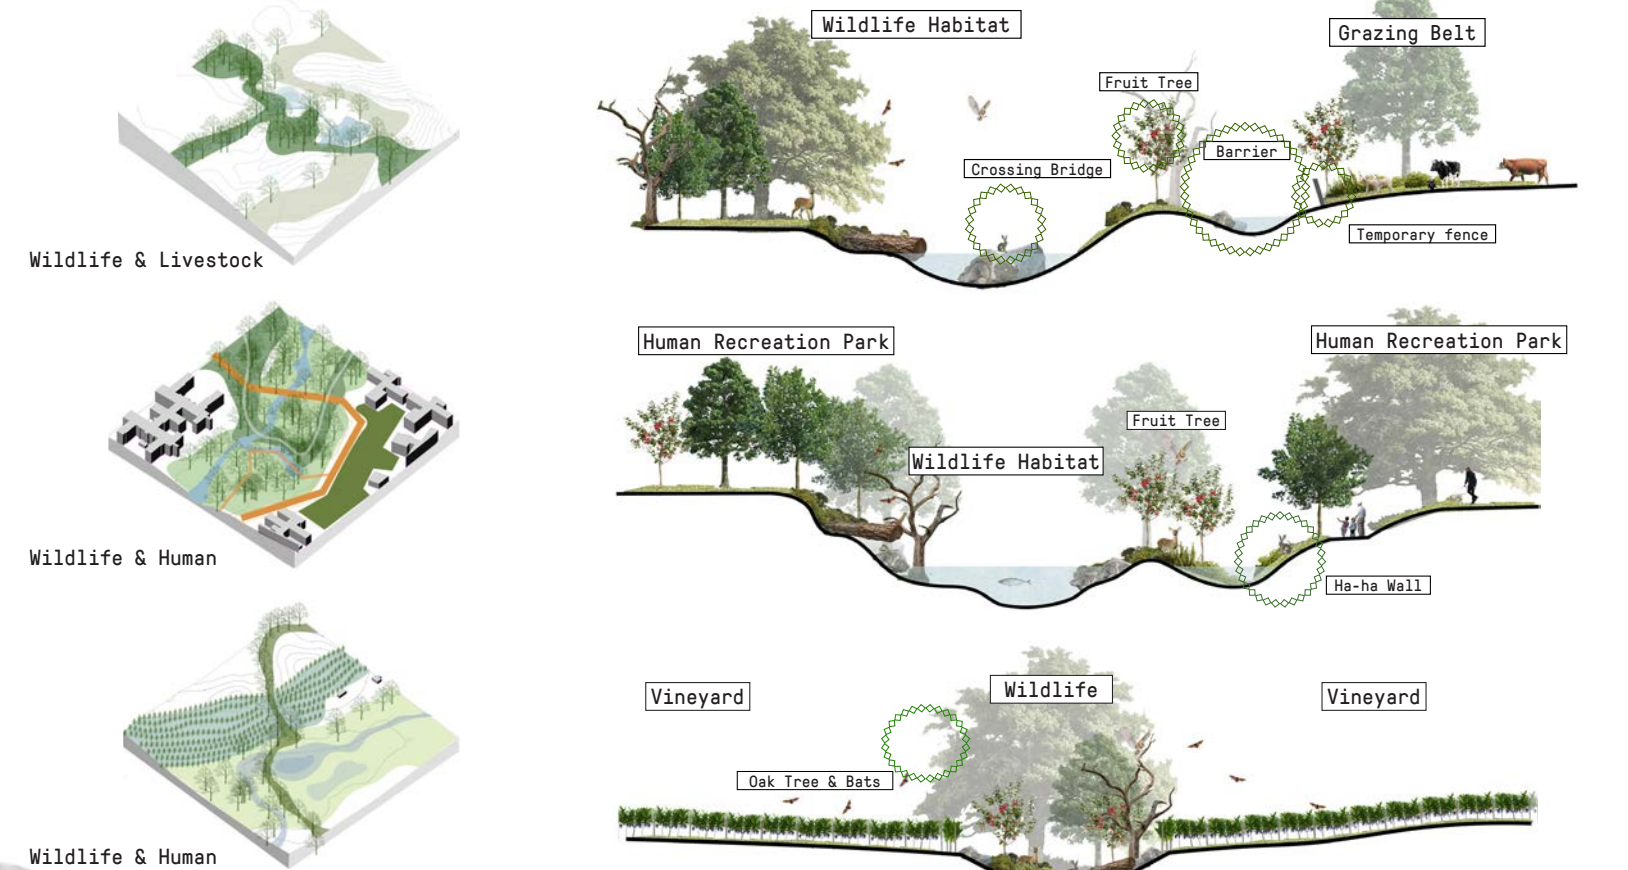 Wildlife Habitat
Grazing Belt
Fruit Tree
Barrier
Crossing Bridge
Temporary fence
Wildlife & Livestock
Human Recreation Park
Human Recreation Park
Fruit Tree
Wildlife Habitat
Ha-ha Wall
Wildlife & Human
Vineyard
Wildlife
Vineyard
Oak Tree & Bats
Wildlife & Human